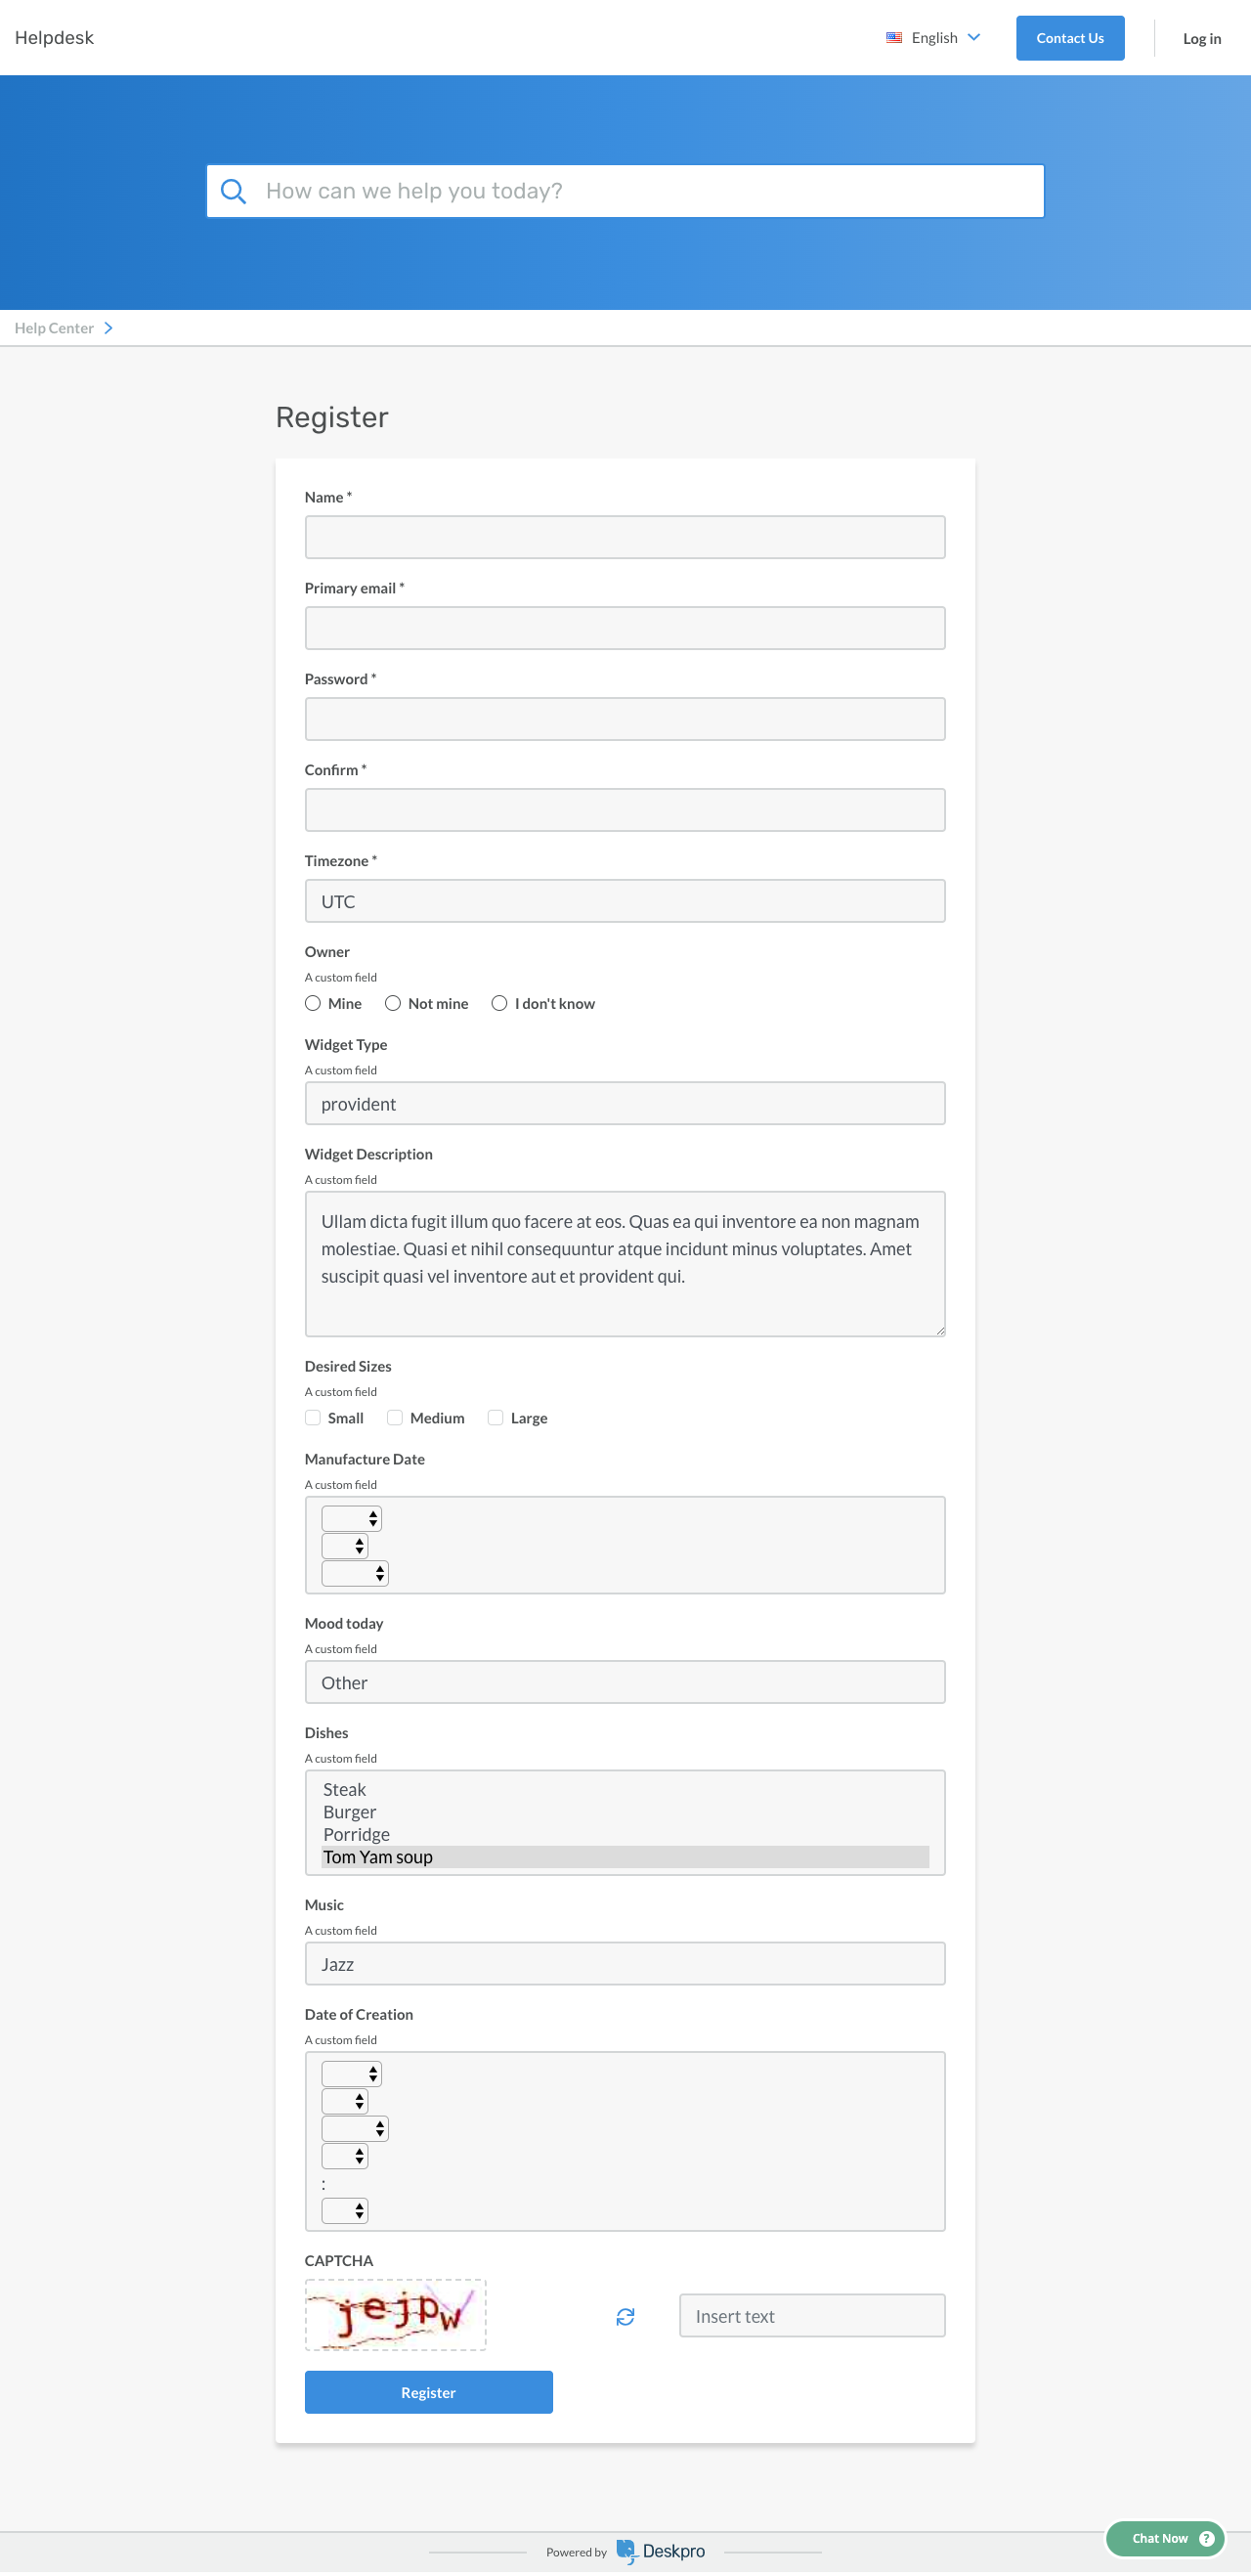 Helpdesk
English
Contact Us
Log in
How can we help you today?
Help Center
Register
Name *
Primary email *
Password *
Confirm *
Timezone *
UTC
Owner
A custom field
Mine Not mine I don't know
Widget Type
A custom field
provident
Widget Description
A custom field
Ullam dicta fugit illum quo facere at eos. Quas ea qui inventore ea non magnam
molestiae. Quasi et nihil consequuntur atque incidunt minus voluptates. Amet
suscipit quasi vel inventore aut et provident qui.
Desired Sizes
A custom field
Small Medium Large
Manufacture Date
A custom field
Mood today
A custom field
Other
Dishes
A custom field
Steak
Burger
Porridge
Tom Yam soup
Music
A custom field
Jazz
Date of Creation
A custom field
:
CAPTCHA
jejpw
Insert text
Register
Chat Now ?
Powered by Deskpro